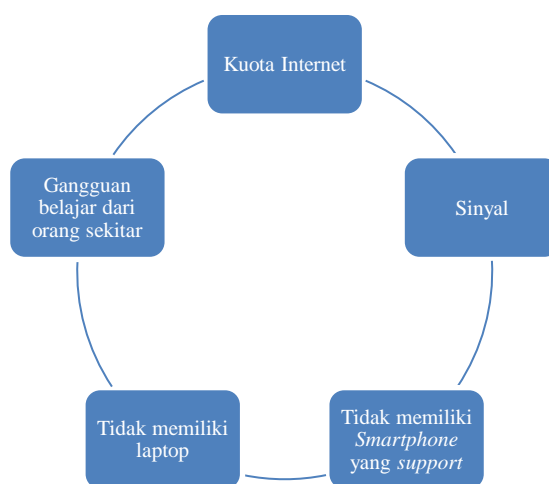 Kuota Internet
Sinyal
Tidak memiliki
Smartphone
yang support
Tidak memiliki
laptop
Gangguan
belajar dari
orang sekitar